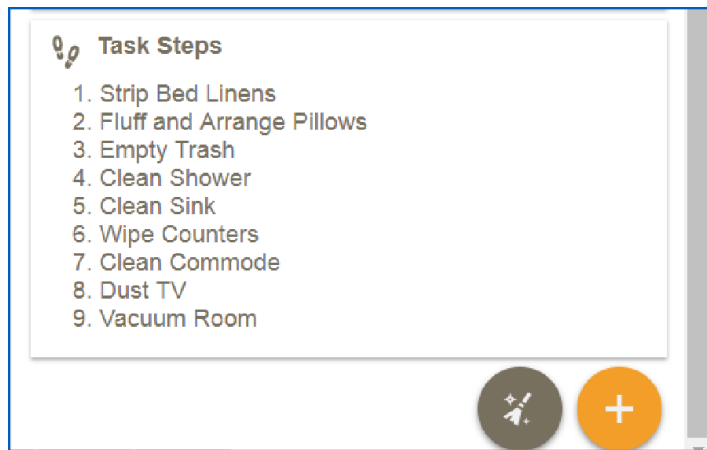 Task Steps
1. Strip Bed Linens
2. Fluff and Arrange Pillows
3. Empty Trash
4. Clean Shower
5. Clean Sink
6. Wipe Counters
7. Clean Commode
8. Dust TV
9. Vacuum Room